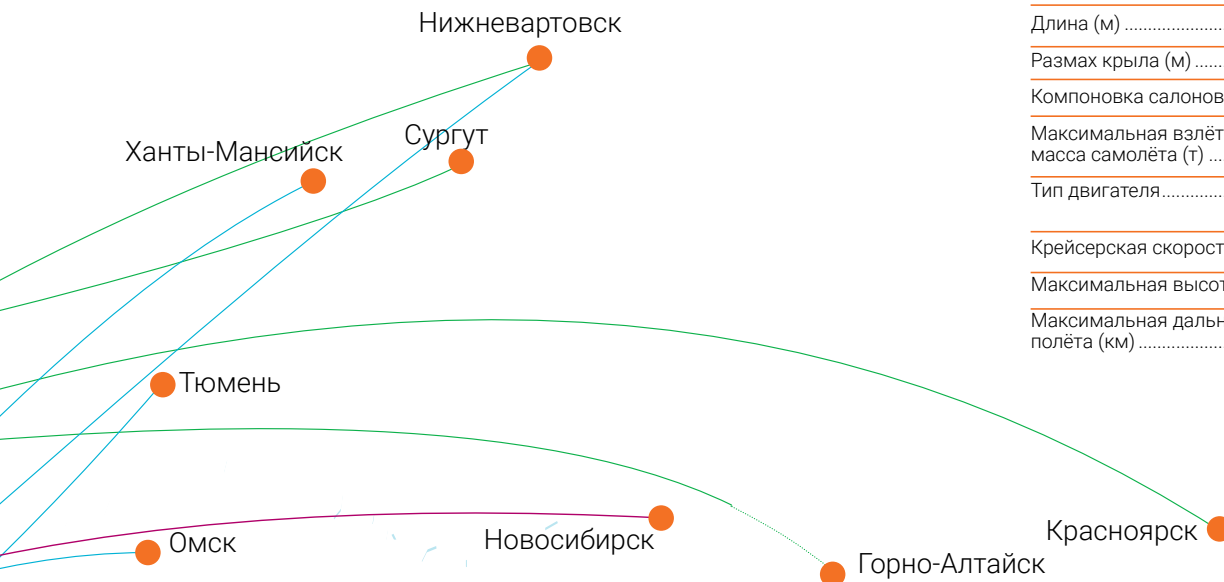 Нижневартовск
Сургут
Ханты-Мансийск
Тюмень
Омск
Новосибирск
Горно-Алтайск
Красноярск
Длина (м)
Размах крыла (м)
Компоновка салонов
Максимальная взлёт
масса самолёта (т)
Тип двигателя
Крейсерская скорост
Максимальная высот
Максимальная дальн
полёта (км)